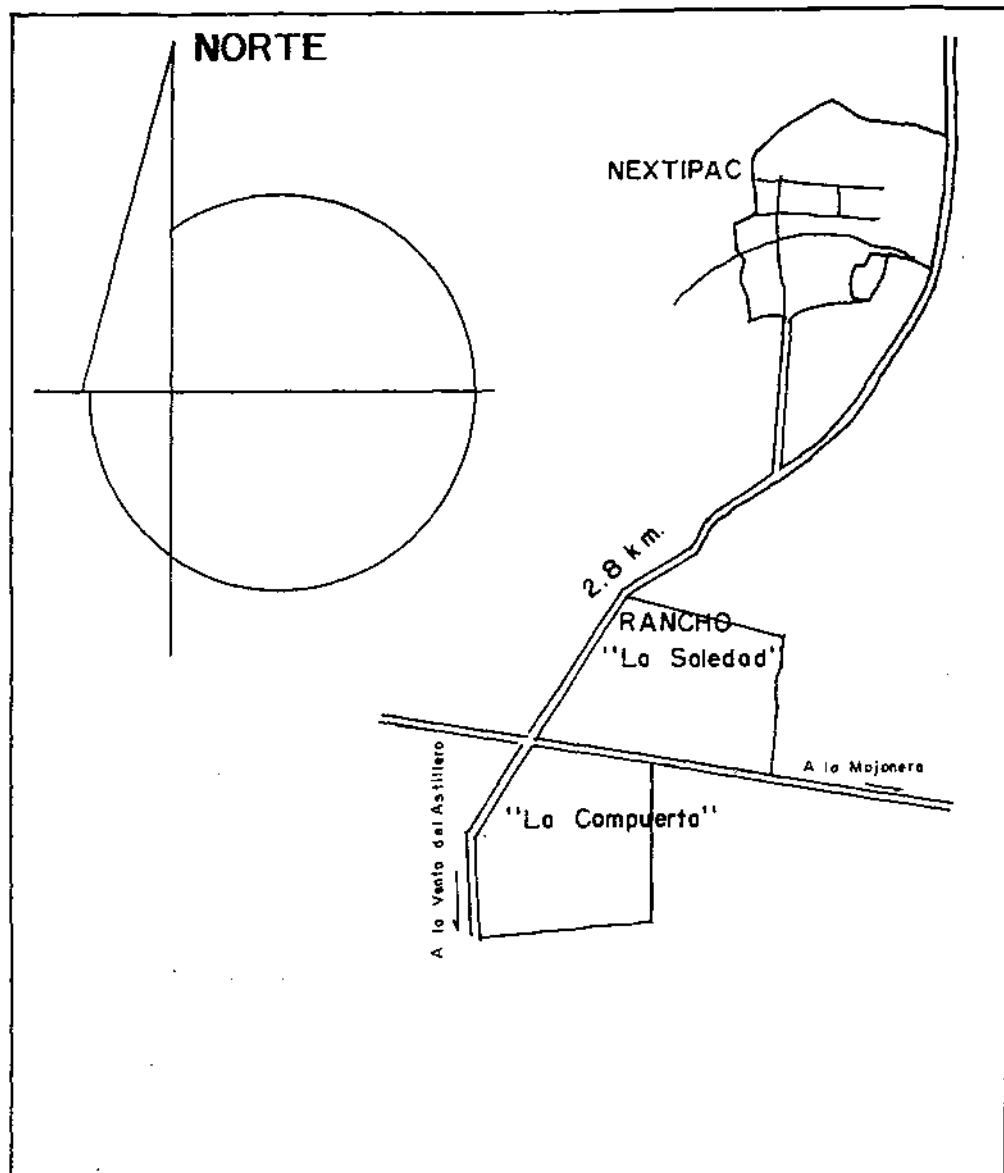 NORTE
NEXTIPAC
2.8 km.
RANCHO
"La Soledad'
A la Mojonera
"La Compuerta"
A la Venta del Astillero